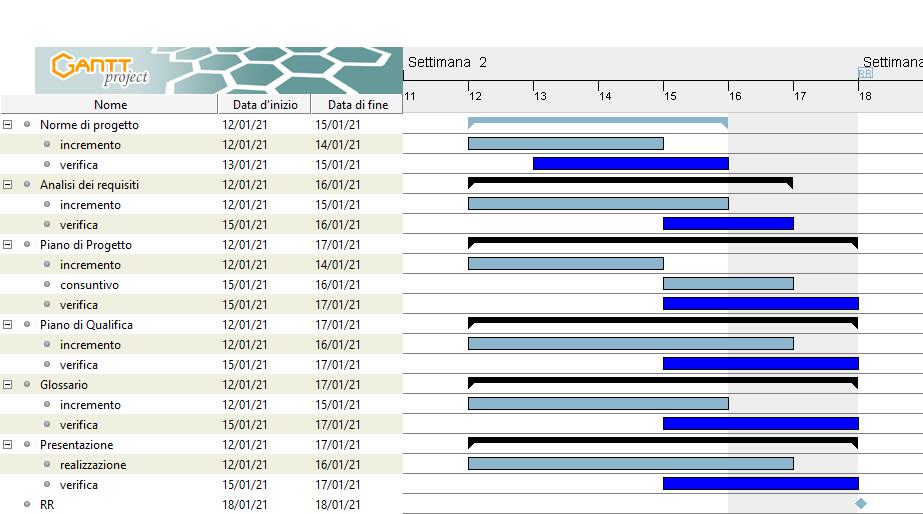 GANTT
project
Settimana 2
Settimana
RR
11 12 13 14 15 16 17 18
Nome Data d'inizio Data di fine
Norme di progetto 12/01/21 15/01/21
incremento 12/01/21 14/01/21
verifica 13/01/21 15/01/21
Analisi dei requisiti 12/01/21 16/01/21
incremento 12/01/21 15/01/21
verifica 15/01/21 16/01/21
Piano di Progetto 12/01/21 17/01/21
incremento 12/01/21 14/01/21
consuntivo 15/01/21 16/01/21
verifica 15/01/21 17/01/21
Piano di Qualifica 12/01/21 17/01/21
incremento 12/01/21 16/01/21
verifica 15/01/21 17/01/21
Glossario 12/01/21 17/01/21
incremento 12/01/21 15/01/21
verifica 15/01/21 17/01/21
Presentazione 12/01/21 17/01/21
realizzazione 12/01/21 16/01/21
verifica 15/01/21 17/01/21
RR 18/01/21 18/01/21